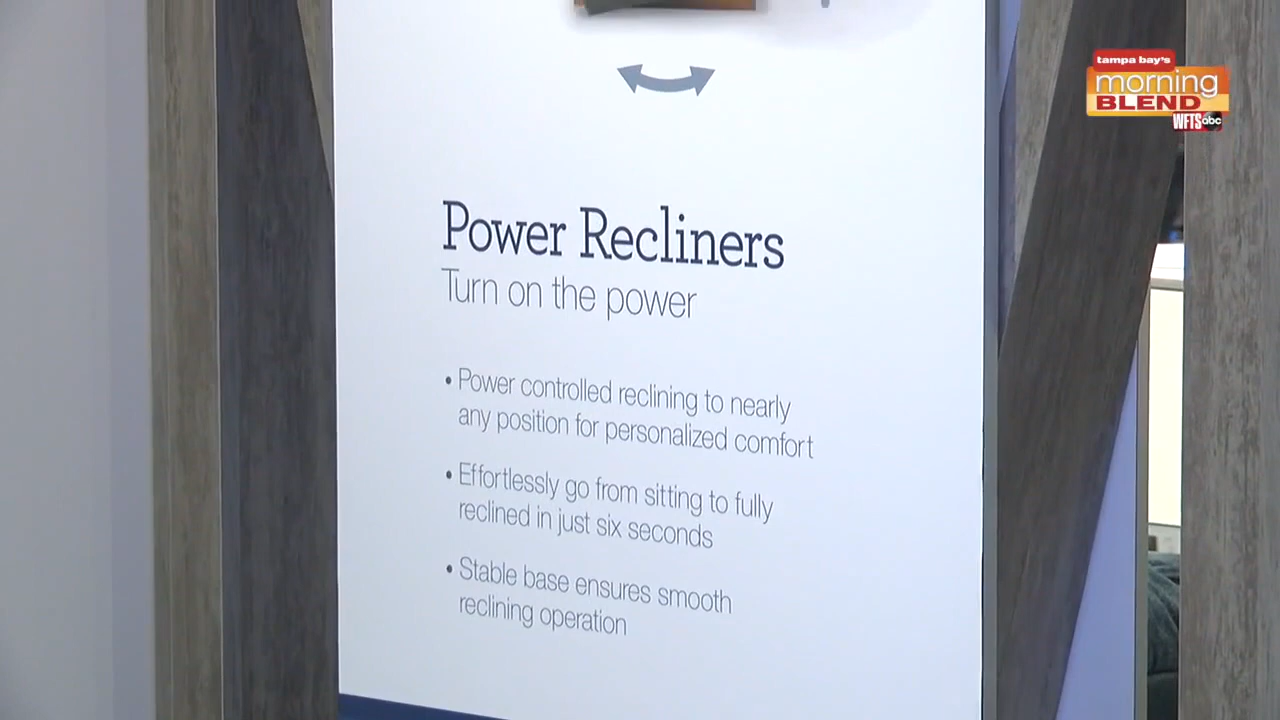 tampa bay's
morning
BLEND
WFTS abc
Power Recliners
Turn on the power
• Power controlled reclining to nearly
any position for personalized comfort
• Effortlessly go from sitting to fully
reclined in just six seconds
• Stable base ensures smooth
reclining operation